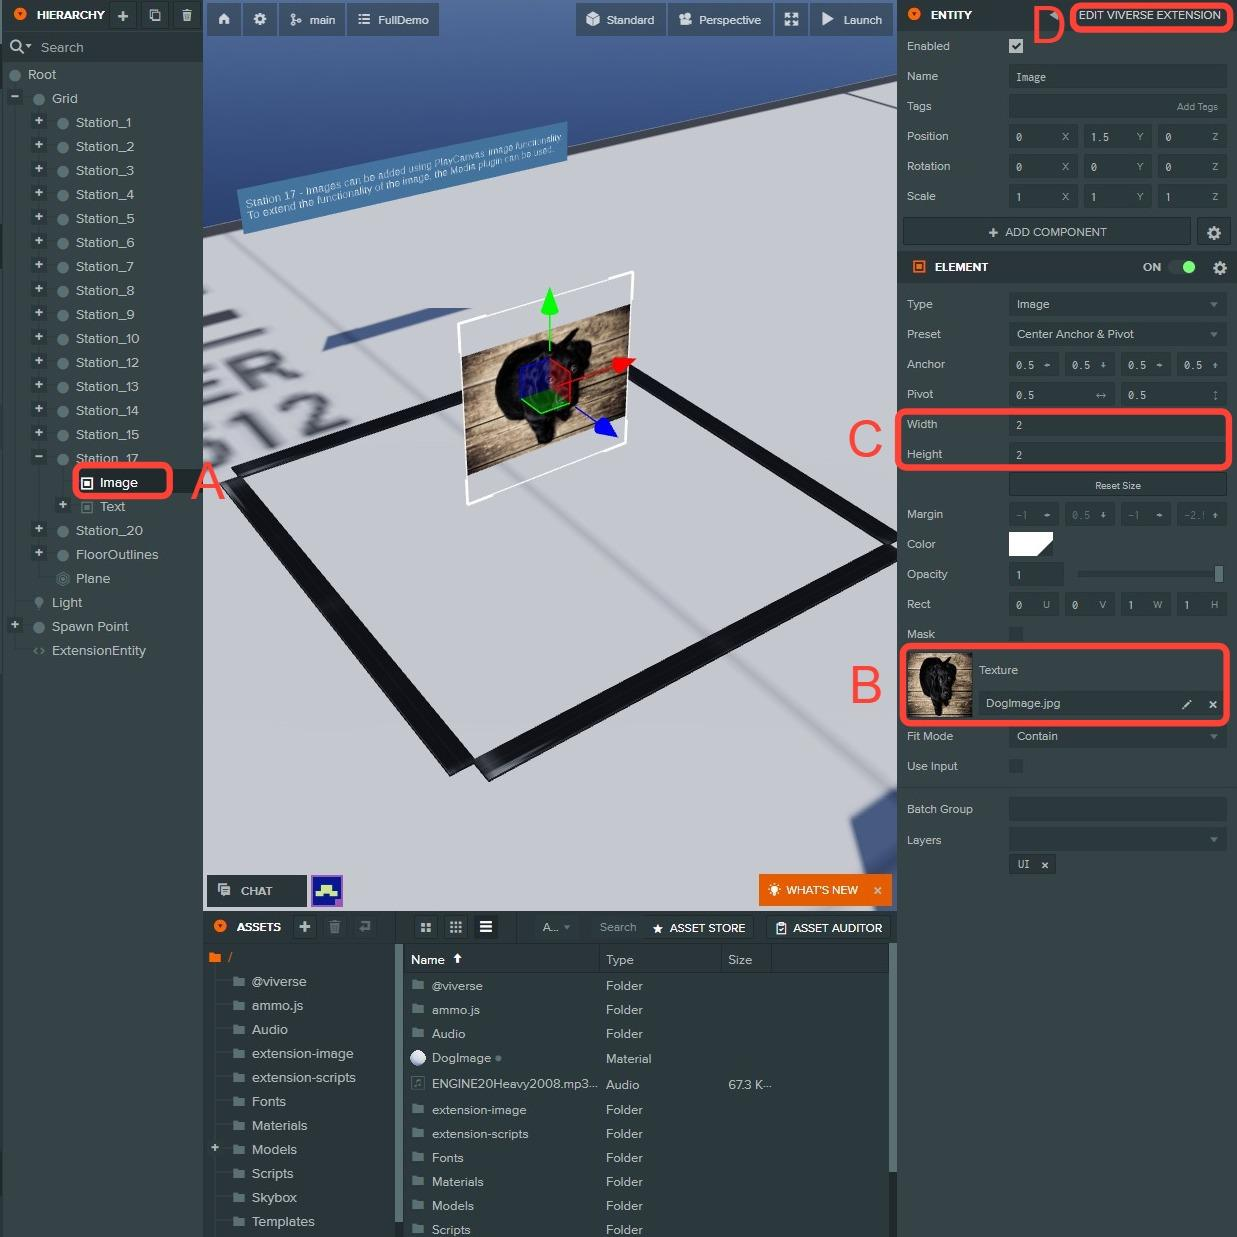 HIERARCHY
Search
Root
Grid
Station_1
Station_2
Station_3
Station_4
Station_5
Station_6
Station_7
Station_8
Station_9
Station_10
Station_12
Station_13
Station_14
Station_15
Station_17
Image
A
Text
Station_20
FloorOutlines
Plane
Light
Spawn Point
ExtensionEntity
main
FullDemo
Standard
Perspective
Launch
Station 17 - Images can be added using PlayCanvas image functionality.
To extend the functionality of the image, the Media plugin can be used.
ER
512
CHAT
WHAT'S NEW
ENTITY
D
EDIT VIVERSE EXTENSION
Enabled
Name Image
Tags Add Tags
Position 0 X 1.5 Y 0 Z
Rotation 0 X 0 Y 0 Z
Scale 1 X 1 Y 1 Z
ADD COMPONENT
ELEMENT ON
Type Image
Preset Center Anchor & Pivot
Anchor 0.5 0.5 0.5 0.5
Pivot 0.5 0.5
C
Width 2
Height 2
Reset Size
Margin -1 0.5 -1
Color
Opacity 1
Rect 0 U 0 V 1 W 1 H
Mask
B
Texture
DogImage.jpg
Fit Mode Contain
Use Input
Batch Group
Layers
UI
ASSETS
A...
Search
ASSET STORE
ASSET AUDITOR
/
@viverse
ammo.js
Audio
extension-image
extension-scripts
Fonts
Materials
Models
Scripts
Skybox
Templates
Name Type Size
@viverse Folder
ammo.js Folder
Audio Folder
DogImage Material
ENGINE20Heavy2008.mp3... Audio 67.3 K...
extension-image Folder
extension-scripts Folder
Fonts Folder
Materials Folder
Models Folder
Scripts Folder